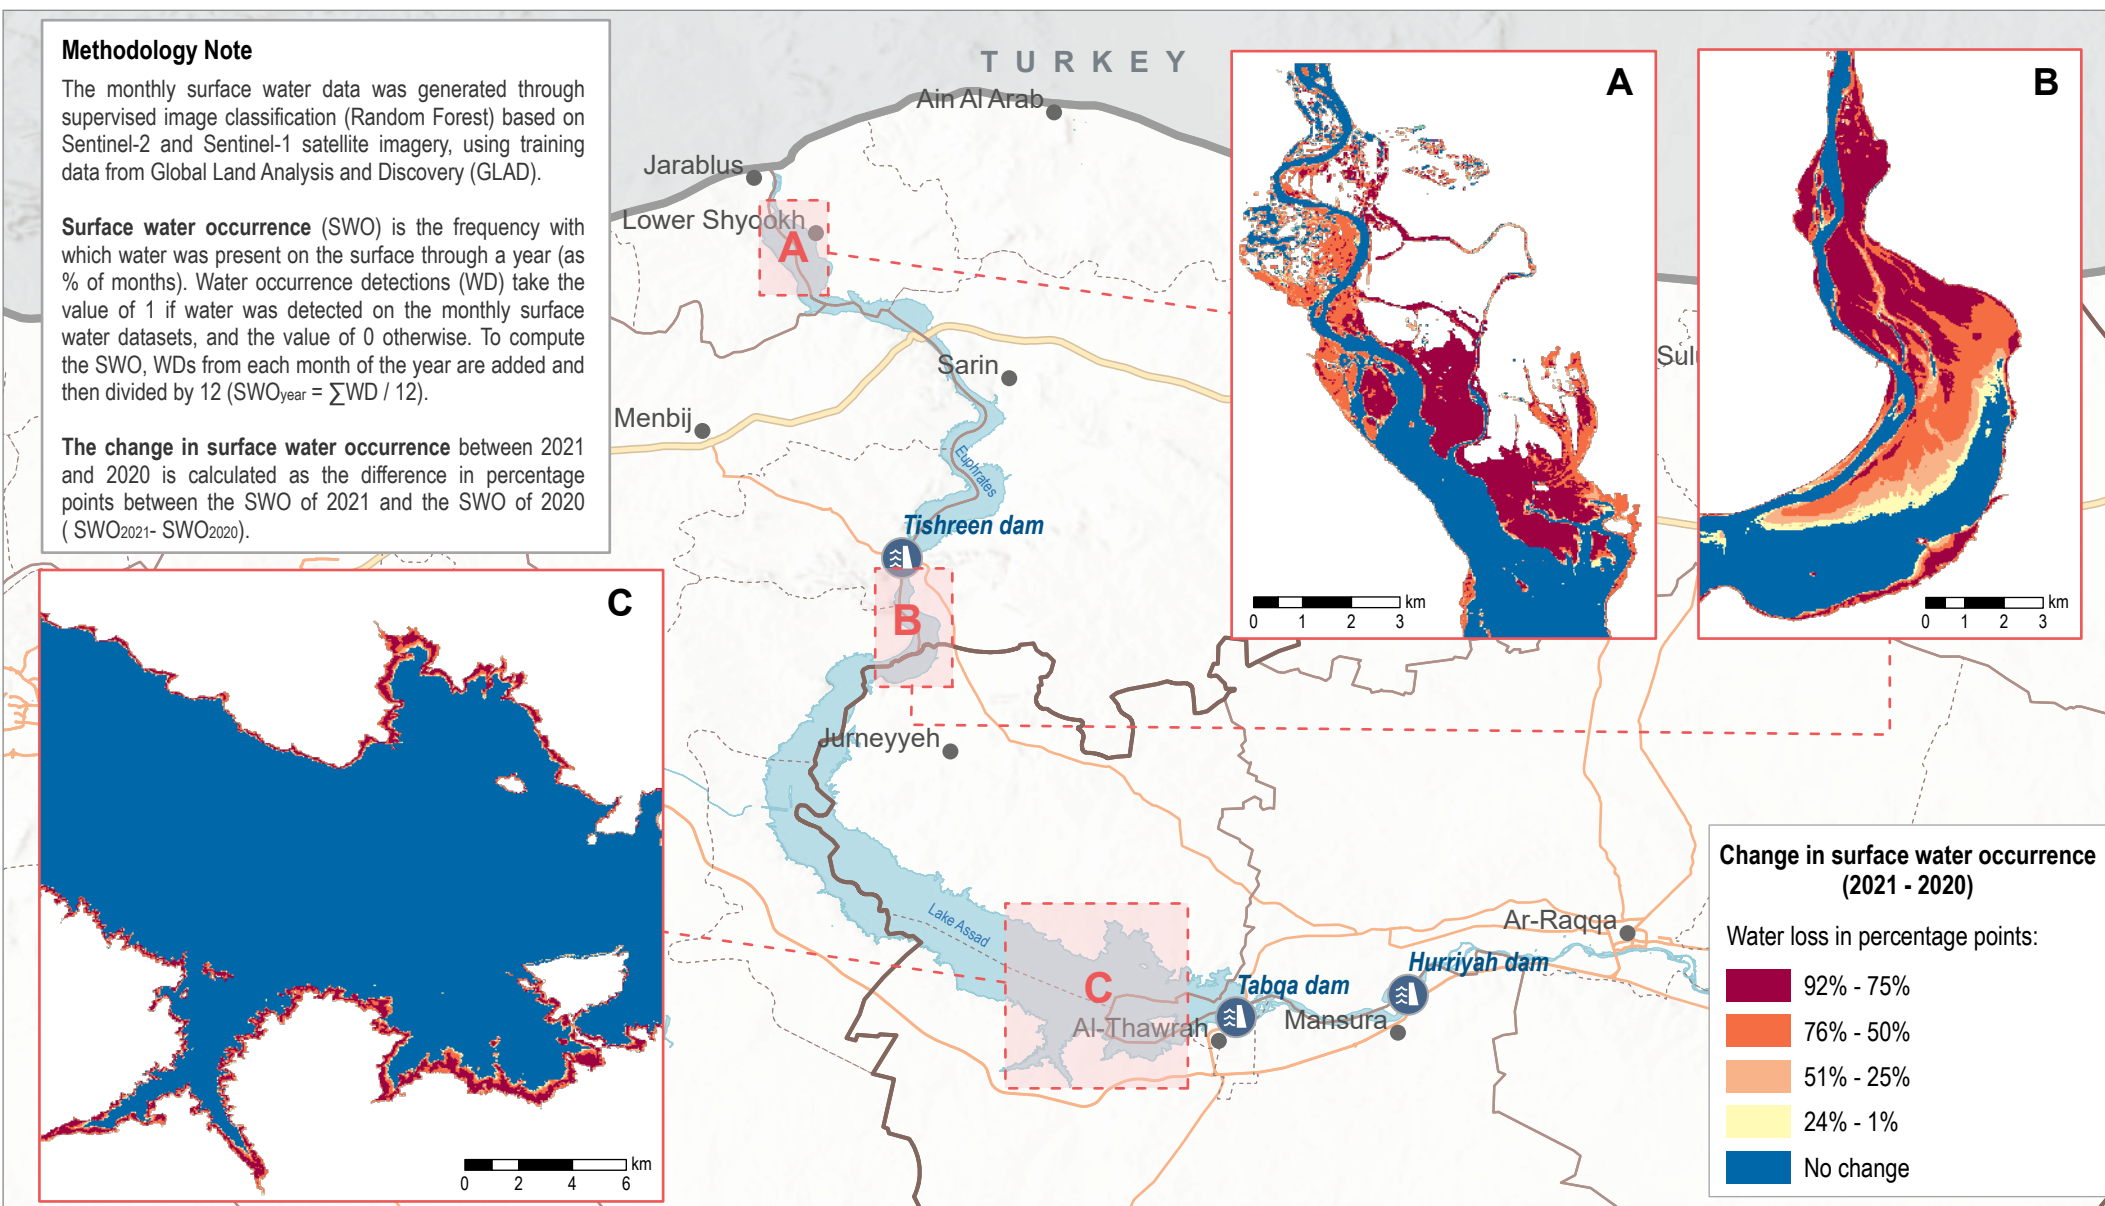 Methodology Note
The monthly surface water data was generated through
supervised image classification (Random Forest) based on
Sentinel-2 and Sentinel-1 satellite imagery, using training
data from Global Land Analysis and Discovery (GLAD).
Surface water occurrence (SWO) is the frequency with
which water was present on the surface through a year (as
% of months). Water occurrence detections (WD) take the
value of 1 if water was detected on the monthly surface
water datasets, and the value of 0 otherwise. To compute
the SWO, WDs from each month of the year are added and
then divided by 12 (SWOyear = ∑WD / 12).
The change in surface water occurrence between 2021
and 2020 is calculated as the difference in percentage
points between the SWO of 2021 and the SWO of 2020
( SWO2021- SWO2020).
TURKEY
Ain Al Arab
Jarablus
Lower Shyookh
A
Sarin
Menbij
Euphrates
Tishreen dam
B
Jurneyyeh
Lake Assad
C
Tabqa dam
Al-Thawrah
Mansura
Hurriyah dam
Ar-Raqqa
Sul
A
0 1 2 3 km
B
0 1 2 3 km
C
0 2 4 6 km
Change in surface water occurrence
(2021 - 2020)
Water loss in percentage points:
92% - 75%
76% - 50%
51% - 25%
24% - 1%
No change